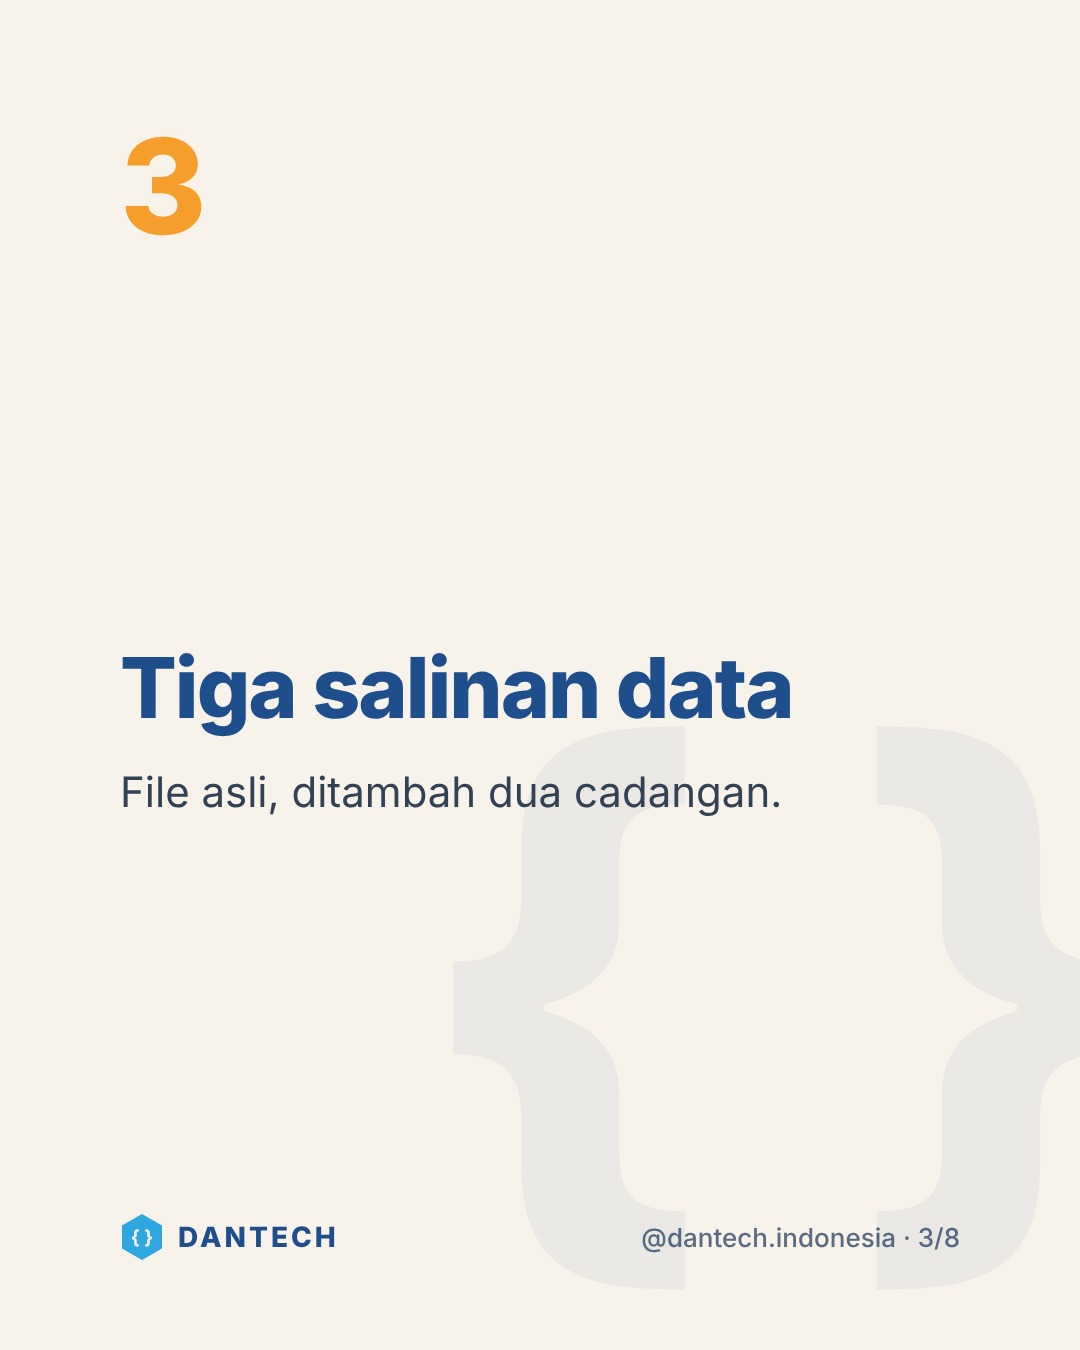 3
Tiga salinan data
File asli, ditambah dua cadangan.
{ }
{ } DANTECH
@dantech.indonesia · 3/8